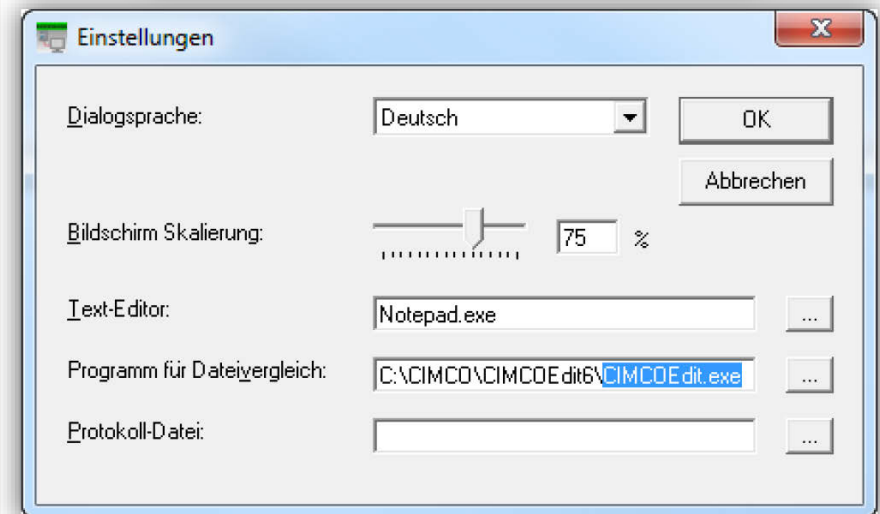 Einstellungen
Dialogsprache: Deutsch OK
Abbrechen
Bildschirm Skalierung: 75 %
Text-Editor: Notepad.exe ...
Programm für Dateivergleich: C:\CIMCO\CIMCOEdit6\CIMCOEdit.exe ...
Protokoll-Datei: ...